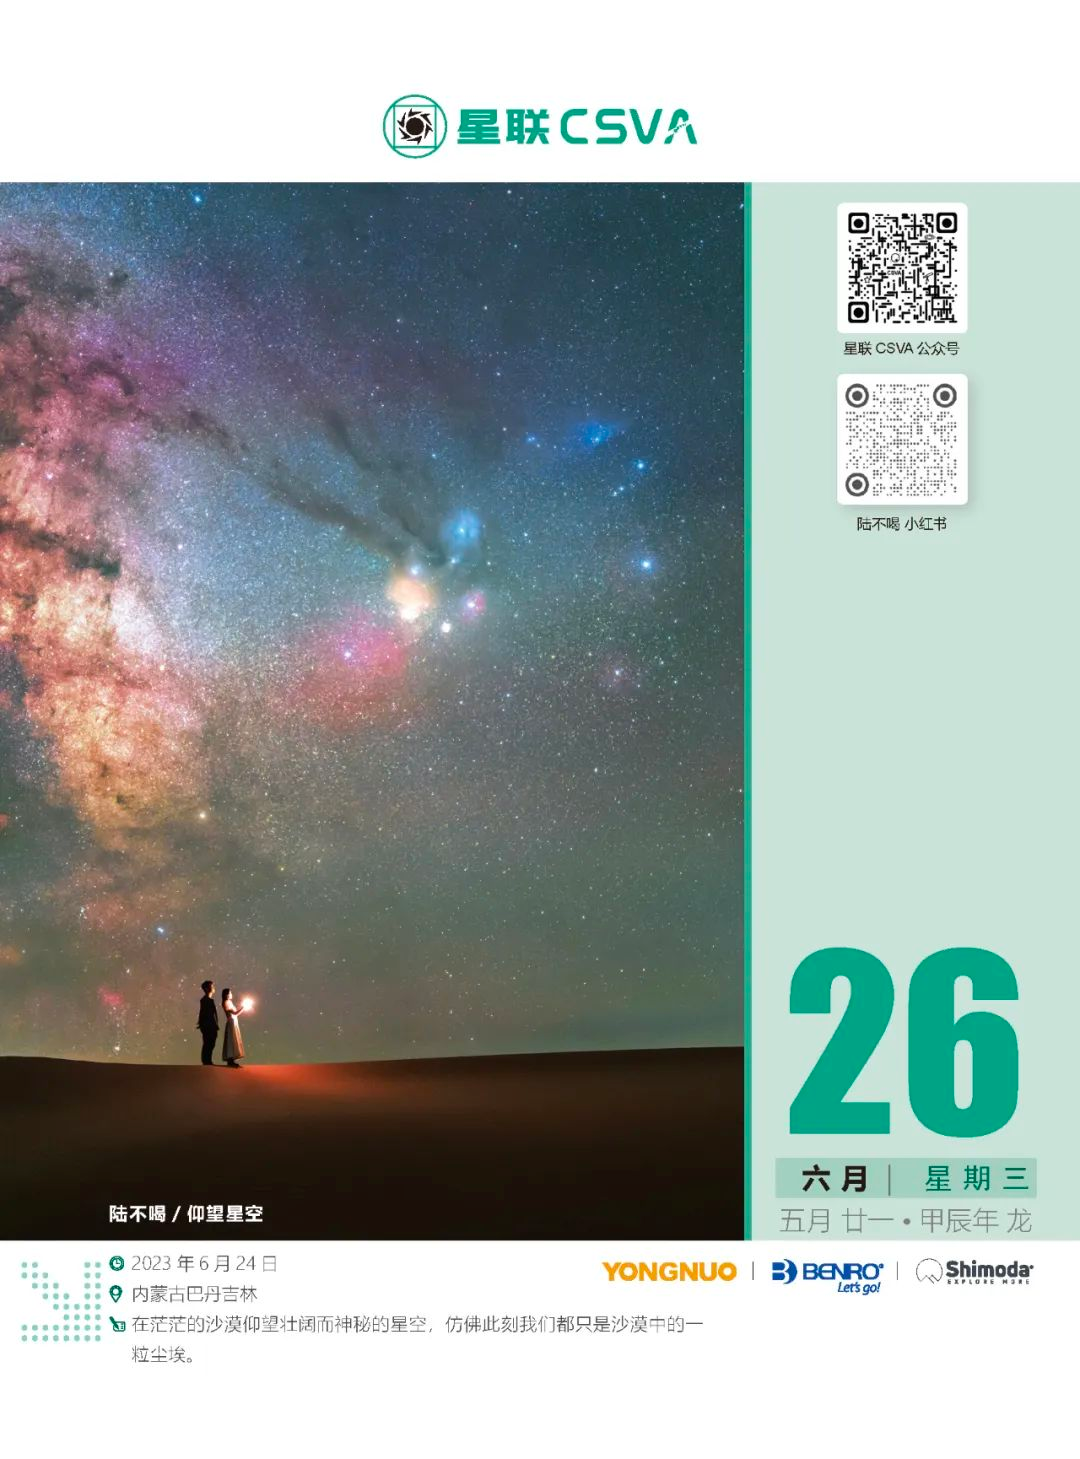 星联CSVA
星联 CSVA 公众号
陆不喝 小红书
26
六月 | 星期三
五月 廿一 • 甲辰年 龙
陆不喝 / 仰望星空
2023 年 6 月 24 日
内蒙古巴丹吉林
在茫茫的沙漠仰望壮阔而神秘的星空，仿佛此刻我们都只是沙漠中的一
粒尘埃。
YONGNUO | BENRO Let's go! | Shimoda EXPLORE MORE